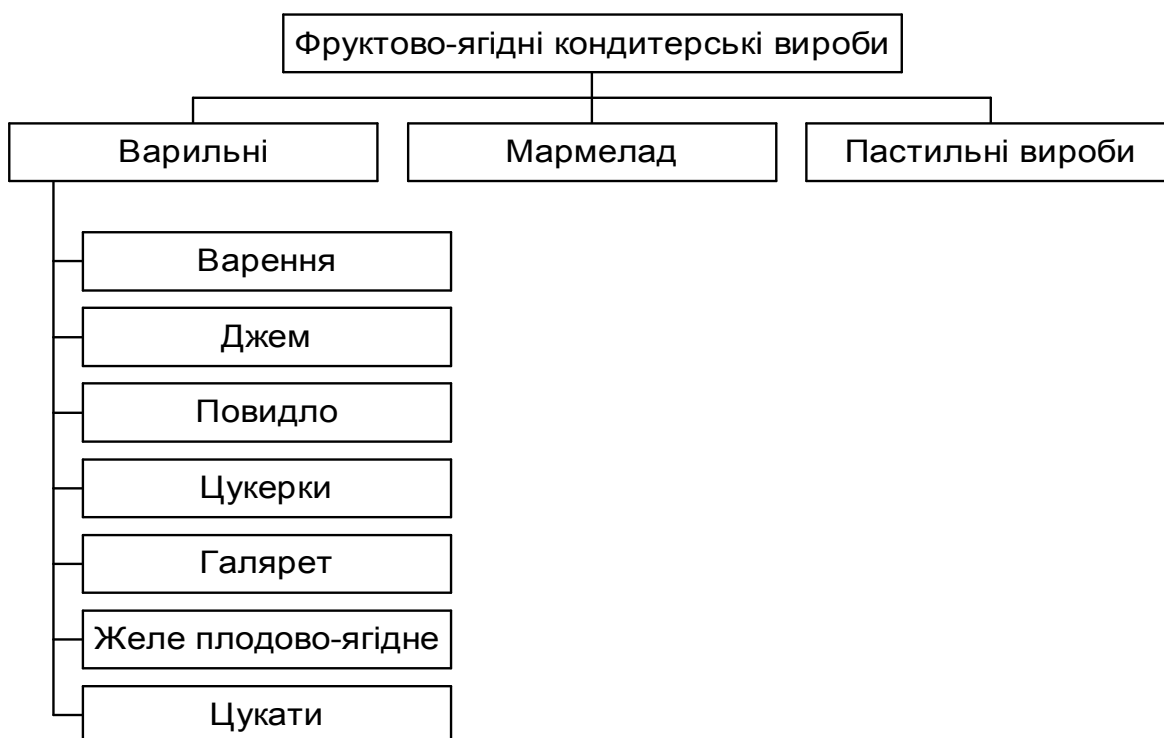 Фруктово-ягідні кондитерські вироби
Варильні
Мармелад
Пастильні вироби
Варення
Джем
Повидло
Цукерки
Галярет
Желе плодово-ягідне
Цукати